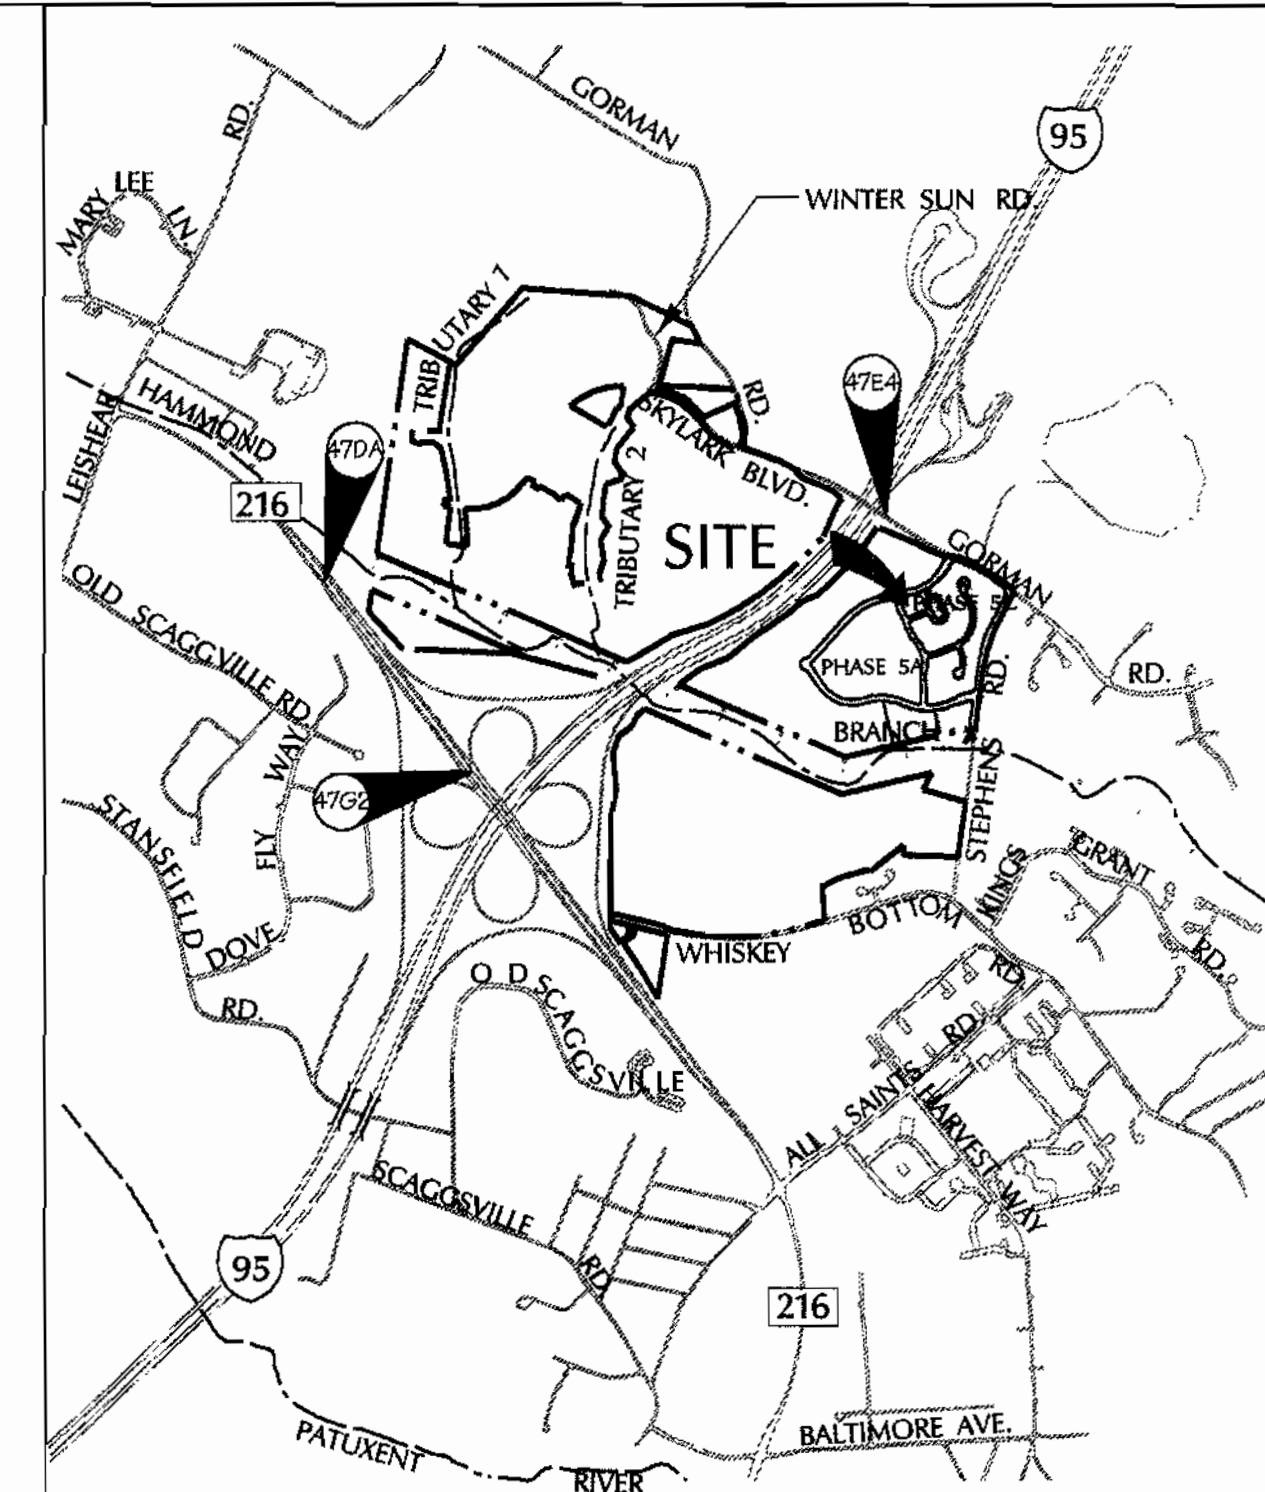 GORMAN
95
RD.
MARY LEE LN.
WINTER SUN RD.
TRIBUTARY 1
47E4
RD.
HAMMOND
LEISHEAR
47DA
SKYLARK BLVD.
216
TRIBUTARY 2
SITE
GORMAN
OLD SCAGGVILLE RD.
PHASE 5A
RD.
RD.
BRANCH
STEPHENS
FLY WAY
47G2
STANSFIELD
KINGS
GRANT
BOTTOM
DOVE
WHISKEY
RD.
RD.
RD.
O D SCAGGSVILLE
RD.
ALL SAINTS
HARVEST WAY
SCAGGSVILLE
RD.
95
216
BALTIMORE AVE.
PATUXENT
RIVER